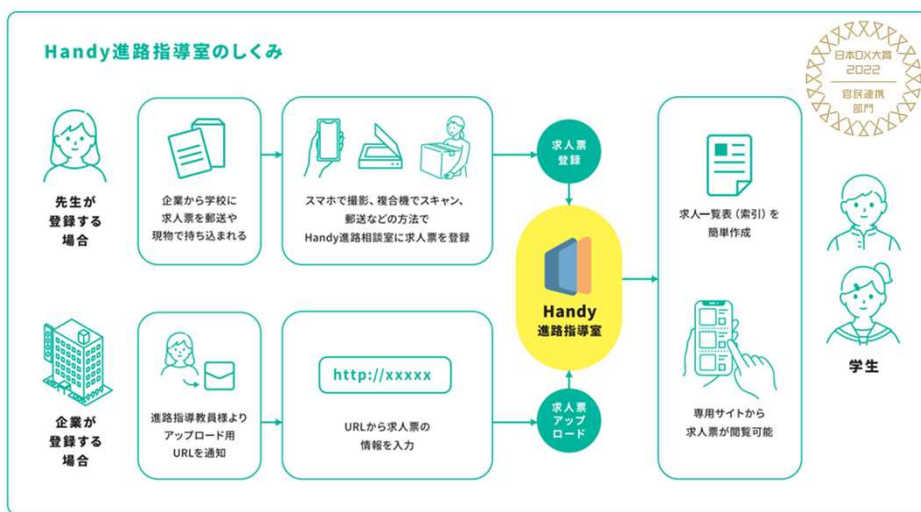 Handy進路指導室のしくみ
日本DX大賞
2022
官民連携
部門
先生が
登録する
場合
企業から学校に
求人票を郵送や
現物で持ち込まれる
スマホで撮影、複合機でスキャン、
郵送などの方法で
Handy進路相談室に求人票を登録
求人票
登録
企業が
登録する
場合
進路指導教員様より
アップロード用
URLを通知
http://xxxxx
URLから求人票の
情報を入力
求人票
アップ
ロード
Handy
進路指導室
求人一覧表（索引）を
簡単作成
専用サイトから
求人票が閲覧可能
学生